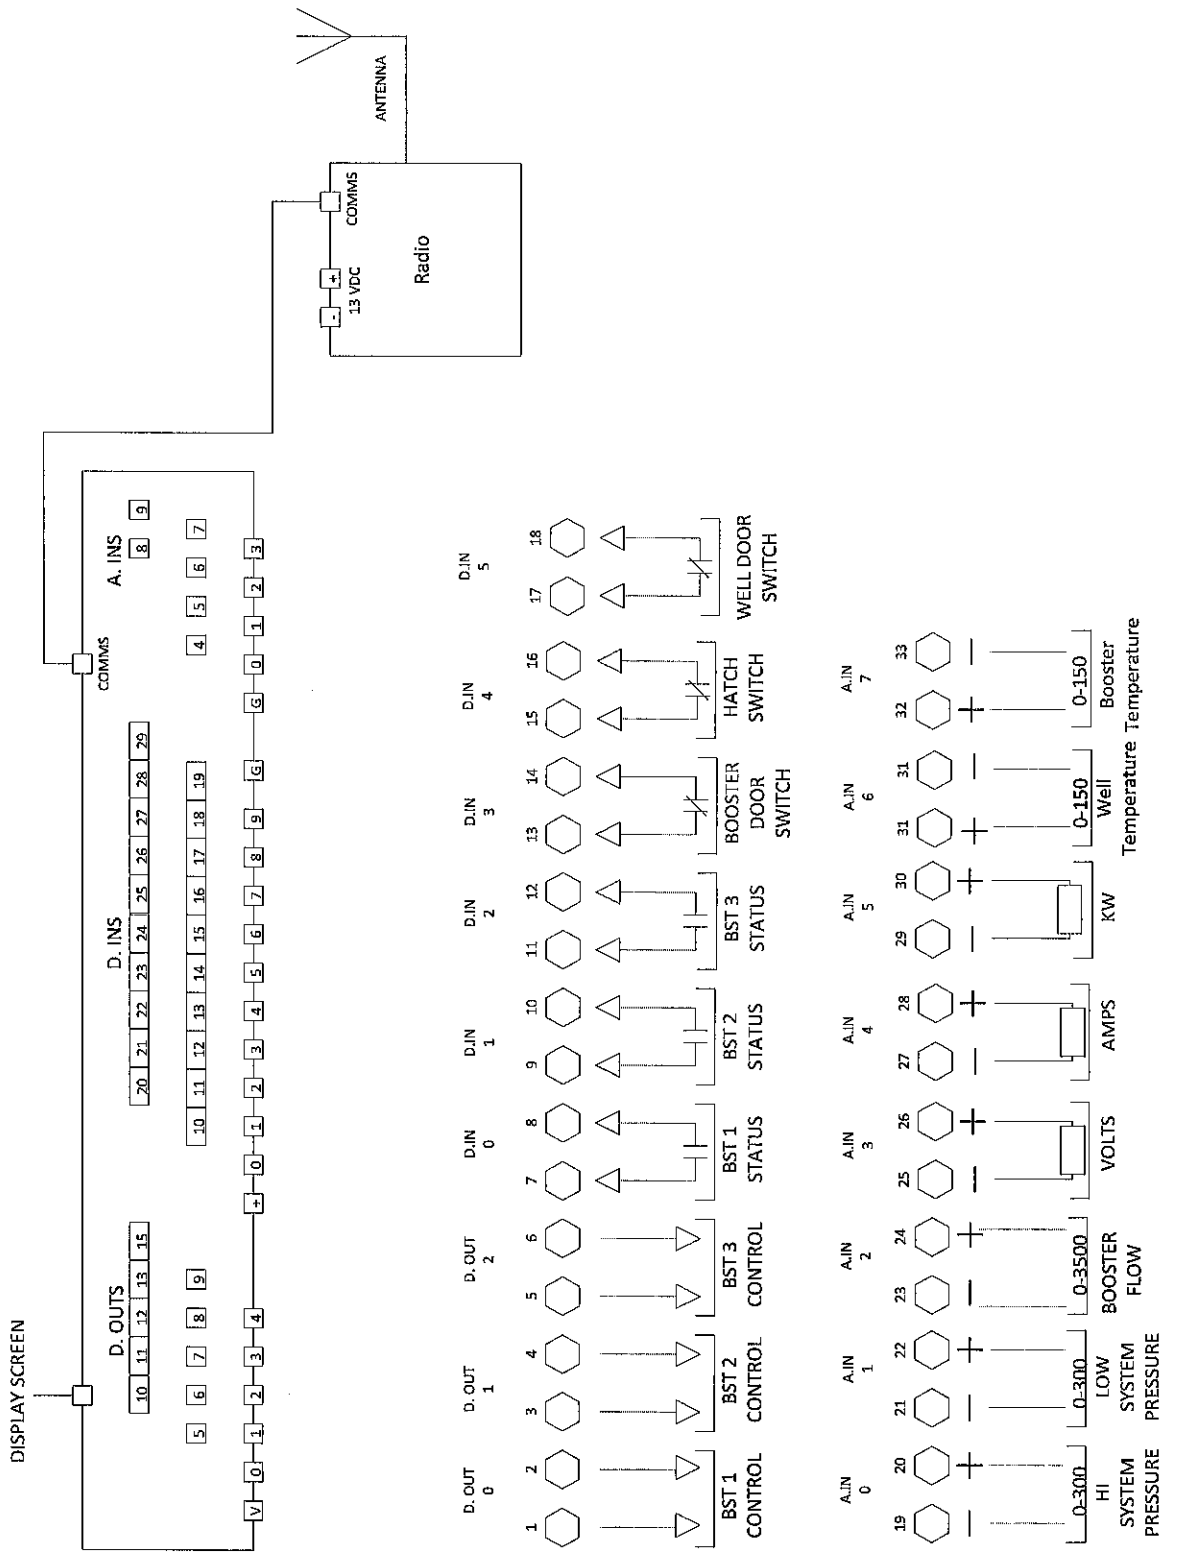 DISPLAY SCREEN
D. OUTS
10 11 12 13 15
5 6 7 8 9
V 0 1 2 3 4
D. INS
20 21 22 23 24 25 26 27 28 29
10 11 12 13 14 15 16 17 18 19
+ 0 1 2 3 4 5 6 7 8 9 G
COMMS
A. INS
8 9
4 5 6 7
G 0 1 2 3
- +
13 VDC
COMMS
Radio
ANTENNA
D. OUT
0
1 2
BST 1
CONTROL
D. OUT
1
3 4
BST 2
CONTROL
D. OUT
2
5 6
BST 3
CONTROL
D.IN
0
7 8
BST 1
STATUS
D.IN
1
9 10
BST 2
STATUS
D.IN
2
11 12
BST 3
STATUS
D.IN
3
13 14
BOOSTER
DOOR
SWITCH
D.IN
4
15 16
HATCH
SWITCH
D.IN
5
17 18
WELL DOOR
SWITCH
A.IN
0
19 20
− +
0-300
HI
SYSTEM
PRESSURE
A.IN
1
21 22
− +
0-300
LOW
SYSTEM
PRESSURE
A.IN
2
23 24
− +
0-3500
BOOSTER
FLOW
A.IN
3
25 26
− +
VOLTS
A.IN
4
27 28
− +
AMPS
A.IN
5
29 30
− +
KW
A.IN
6
31 31
+ −
0-150
Well
Temperature
A.IN
7
32 33
+ −
0-150
Booster
Temperature